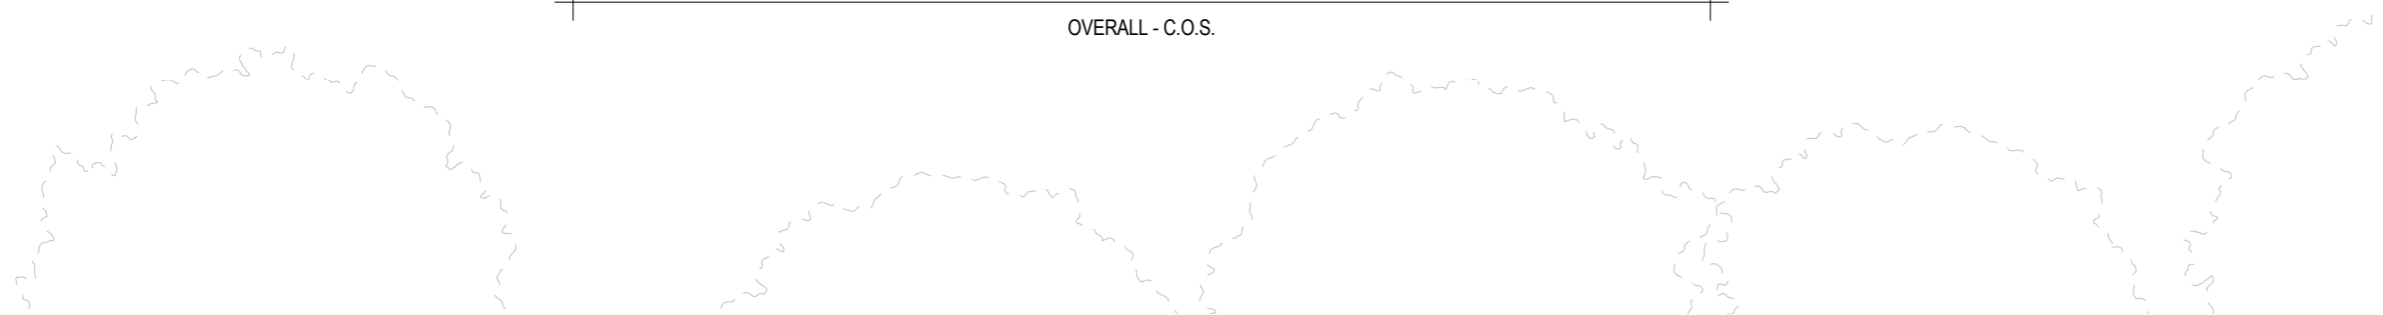 OVERALL - C.O.S.